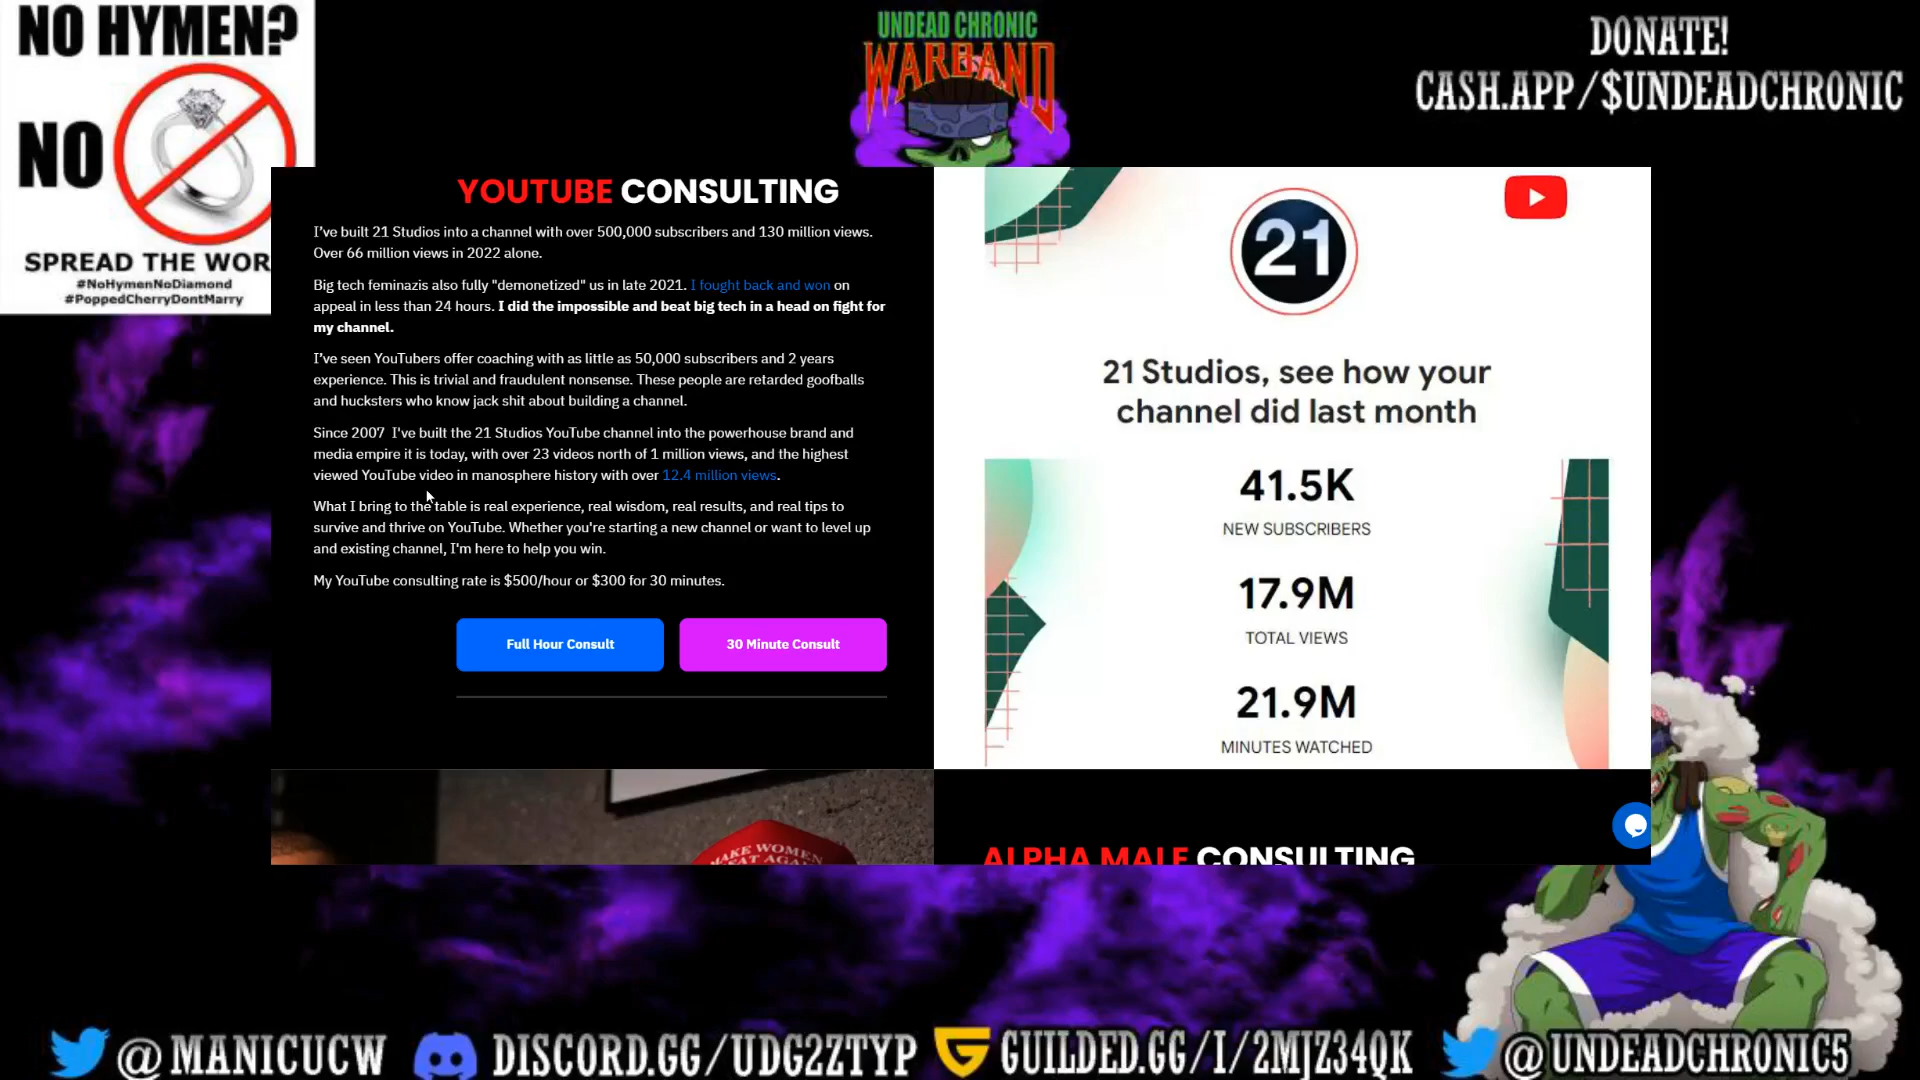 NO HYMEN?
NO
SPREAD THE WOR
#NoHymenNoDiamond
#PoppedCherryDontMarry
UNDEAD CHRONIC
WARBAND
DONATE!
CASH.APP/$UNDEADCHRONIC
YOUTUBE CONSULTING
I've built 21 Studios into a channel with over 500,000 subscribers and 130 million views.
Over 66 million views in 2022 alone.
Big tech feminazis also fully "demonetized" us in late 2021. I fought back and won on
appeal in less than 24 hours. I did the impossible and beat big tech in a head on fight for
my channel.
I've seen YouTubers offer coaching with as little as 50,000 subscribers and 2 years
experience. This is trivial and fraudulent nonsense. These people are retarded goofballs
and hucksters who know jack shit about building a channel.
Since 2007 I've built the 21 Studios YouTube channel into the powerhouse brand and
media empire it is today, with over 23 videos north of 1 million views, and the highest
viewed YouTube video in manosphere history with over 12.4 million views.
What I bring to the table is real experience, real wisdom, real results, and real tips to
survive and thrive on YouTube. Whether you're starting a new channel or want to level up
and existing channel, I'm here to help you win.
My YouTube consulting rate is $500/hour or $300 for 30 minutes.
Full Hour Consult
30 Minute Consult
21
21 Studios, see how your
channel did last month
41.5K
NEW SUBSCRIBERS
17.9M
TOTAL VIEWS
21.9M
MINUTES WATCHED
MAKE WOMEN
AGAIN
ALPHA MALE CONSULTING
@MANICUCW
DISCORD.GG/UDG2ZTYP
GUILDED.GG/I/2MJZ34QK
@UNDEADCHRONIC5